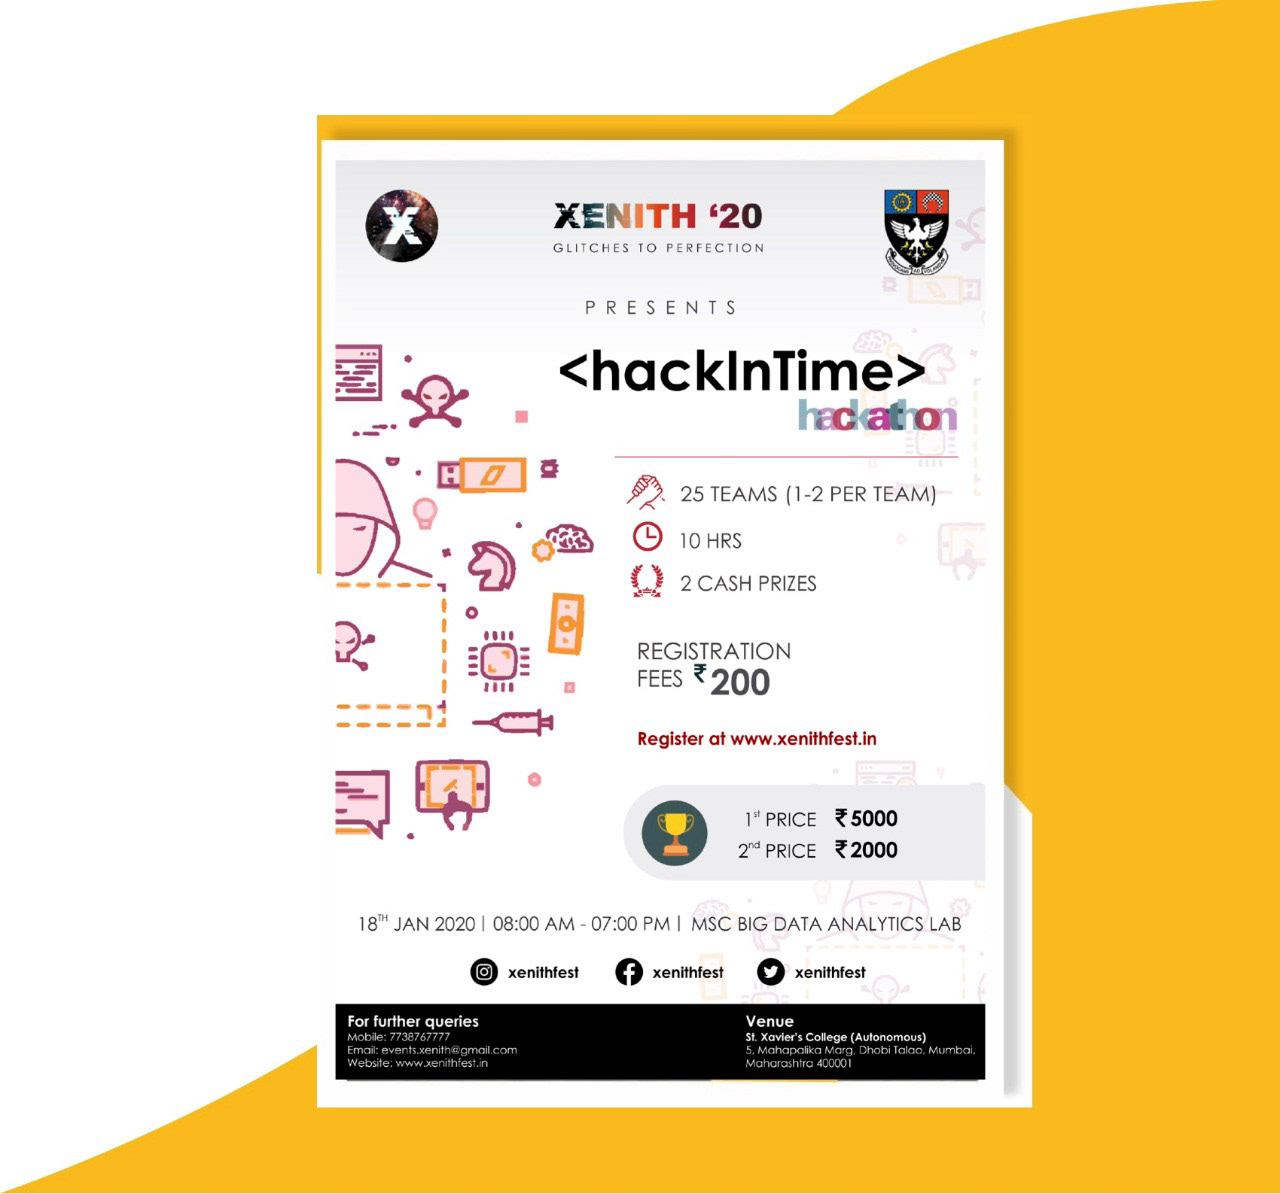 X
XENITH ‘20
GLITCHES TO PERFECTION
PRESENTS
<hackInTime>
hackathon
25 TEAMS (1-2 PER TEAM)
10 HRS
2 CASH PRIZES
REGISTRATION
FEES ₹200
Register at www.xenithfest.in
1st PRICE ₹5000
2nd PRICE ₹2000
18TH JAN 2020 | 08:00 AM - 07:00 PM | MSC BIG DATA ANALYTICS LAB
xenithfest xenithfest xenithfest
For further queries
Mobile: 7738767777
Email: events.xenith@gmail.com
Website: www.xenithfest.in
Venue
St. Xavier's College (Autonomous)
5, Mahapalika Marg, Dhobi Talao, Mumbai,
Maharashtra 400001